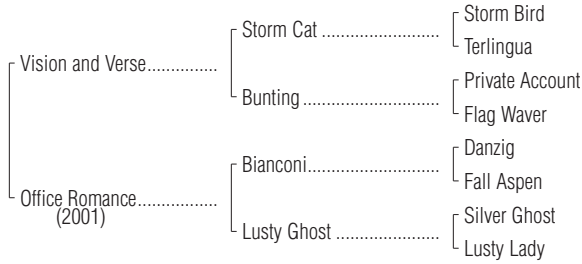 Storm Bird
Storm Cat ..............................
Terlingua
Vision and Verse..................
Private Account
Bunting...................................
Flag Waver
Danzig
Bianconi..................................
Fall Aspen
Office Romance....................
(2001)
Silver Ghost
Lusty Ghost ..........................
Lusty Lady